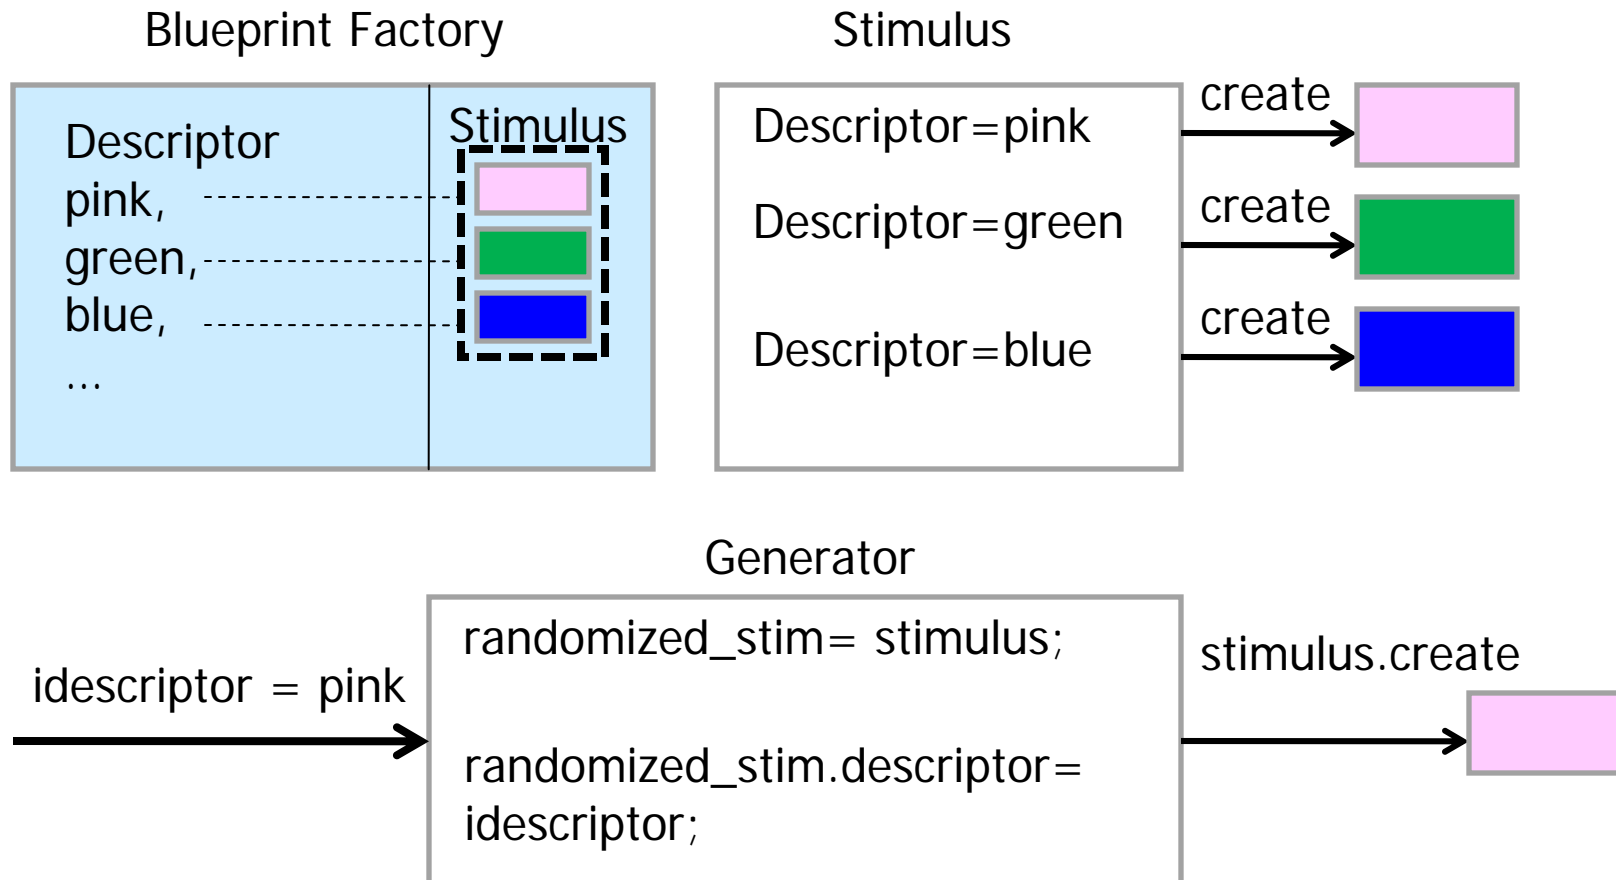 Blueprint Factory
Stimulus
Descriptor
pink,
green,
blue,
...
Stimulus
Descriptor=pink
Descriptor=green
Descriptor=blue
create
create
create
Generator
idescriptor = pink
randomized_stim= stimulus;
randomized_stim.descriptor=
idescriptor;
stimulus.create